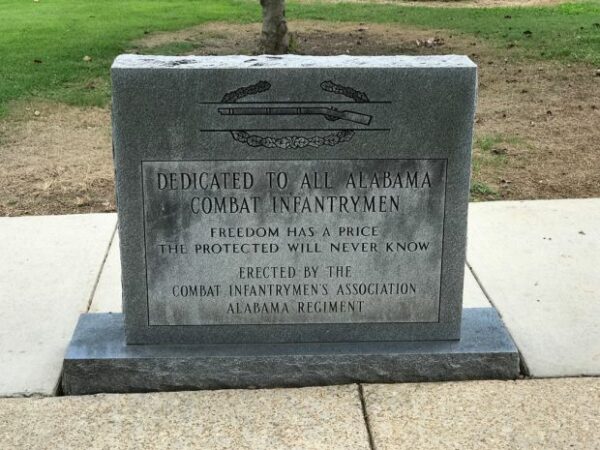 DEDICATED TO ALL ALABAMA
COMBAT INFANTRYMEN
FREEDOM HAS A PRICE
THE PROTECTED WILL NEVER KNOW
ERECTED BY THE
COMBAT INFANTRYMEN'S ASSOCIATION
ALABAMA REGIMENT